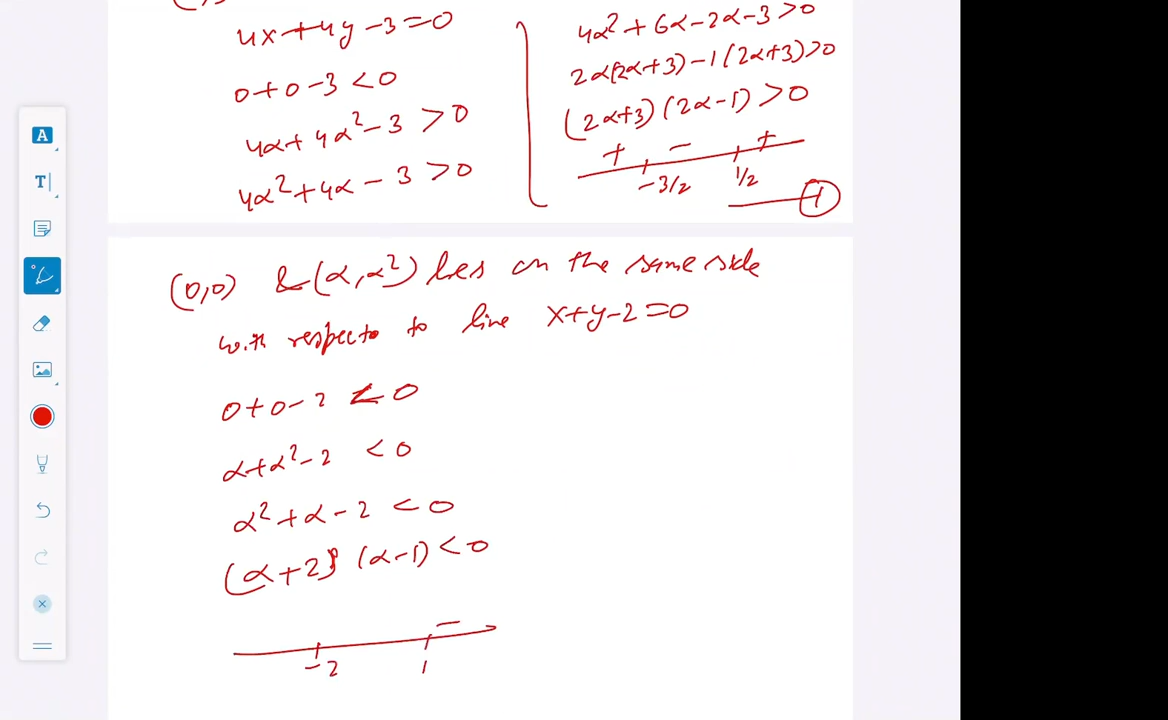 4x+4y-3=0
0+0-3<0
4α+4α²-3>0
4α²+4α-3>0
4α²+6α-2α-3>0
2α(2α+3)-1(2α+3)>0
(2α+3)(2α-1)>0
+ - +
-3/2 1/2
1
(0,0) & (α,α²) lies on the same side
with respecto to line x+y-2=0
0+0-2<0
α+α²-2<0
α²+α-2<0
(α+2)(α-1)<0
-
-2 1
A
T